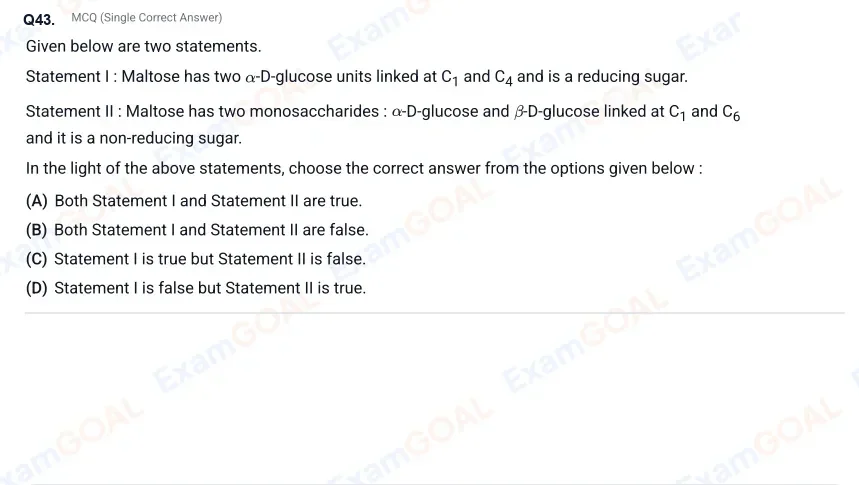 Q43. MCQ (Single Correct Answer)
Given below are two statements.
Statement I : Maltose has two α-D-glucose units linked at C₁ and C₄ and is a reducing sugar.
Statement II : Maltose has two monosaccharides : α-D-glucose and β-D-glucose linked at C₁ and C₆
and it is a non-reducing sugar.
In the light of the above statements, choose the correct answer from the options given below :
(A) Both Statement I and Statement II are true.
(B) Both Statement I and Statement II are false.
(C) Statement I is true but Statement II is false.
(D) Statement I is false but Statement II is true.
ExamGOAL